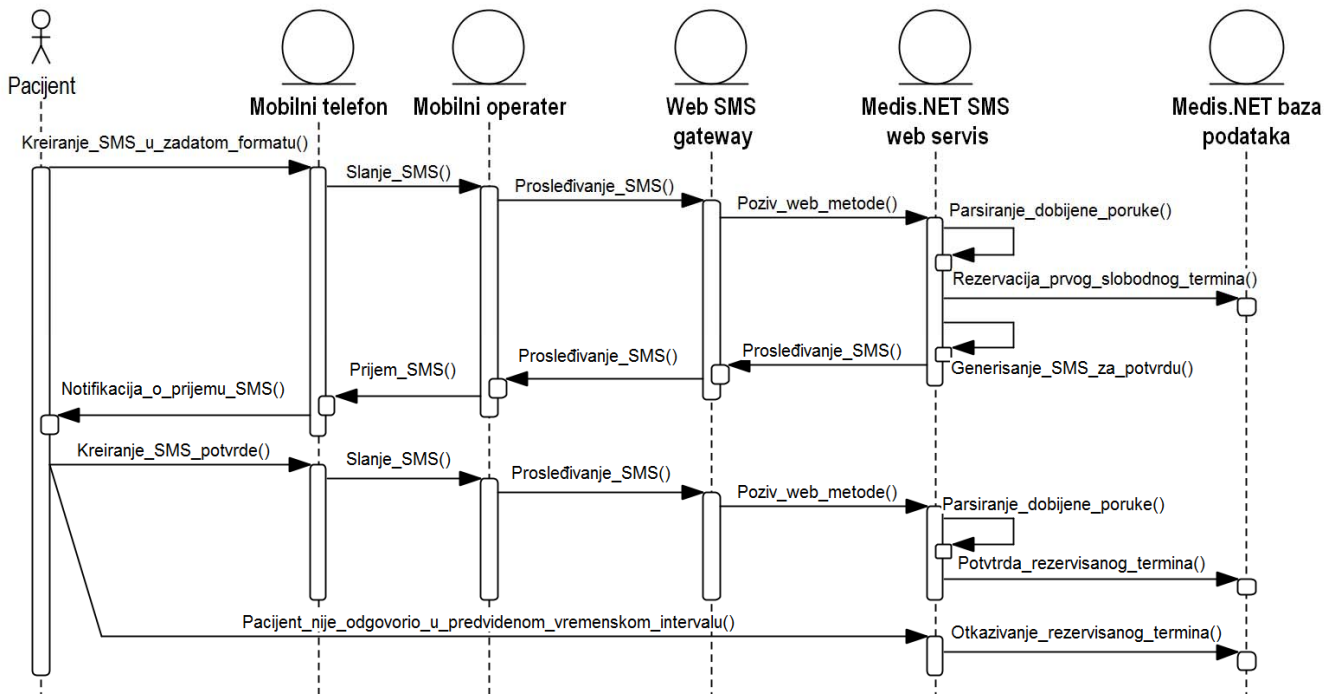 Pacijent
Mobilni telefon
Mobilni operater
Web SMS
gateway
Medis.NET SMS
web servis
Medis.NET baza
podataka
Kreiranje_SMS_u_zadatom_formatu()
Slanje_SMS()
Prosleđivanje_SMS()
Poziv_web_metode()
Parsiranje_dobijene_poruke()
Rezervacija_prvog_slobodnog_termina()
Generisanje_SMS_za_potvrdu()
Prosleđivanje_SMS()
Prosleđivanje_SMS()
Prijem_SMS()
Notifikacija_o_prijemu_SMS()
Kreiranje_SMS_potvrde()
Slanje_SMS()
Prosleđivanje_SMS()
Poziv_web_metode()
Parsiranje_dobijene_poruke()
Potvtrda_rezervisanog_termina()
Pacijent_nije_odgovorio_u_predvidenom_vremenskom_intervalu()
Otkazivanje_rezervisanog_termina()